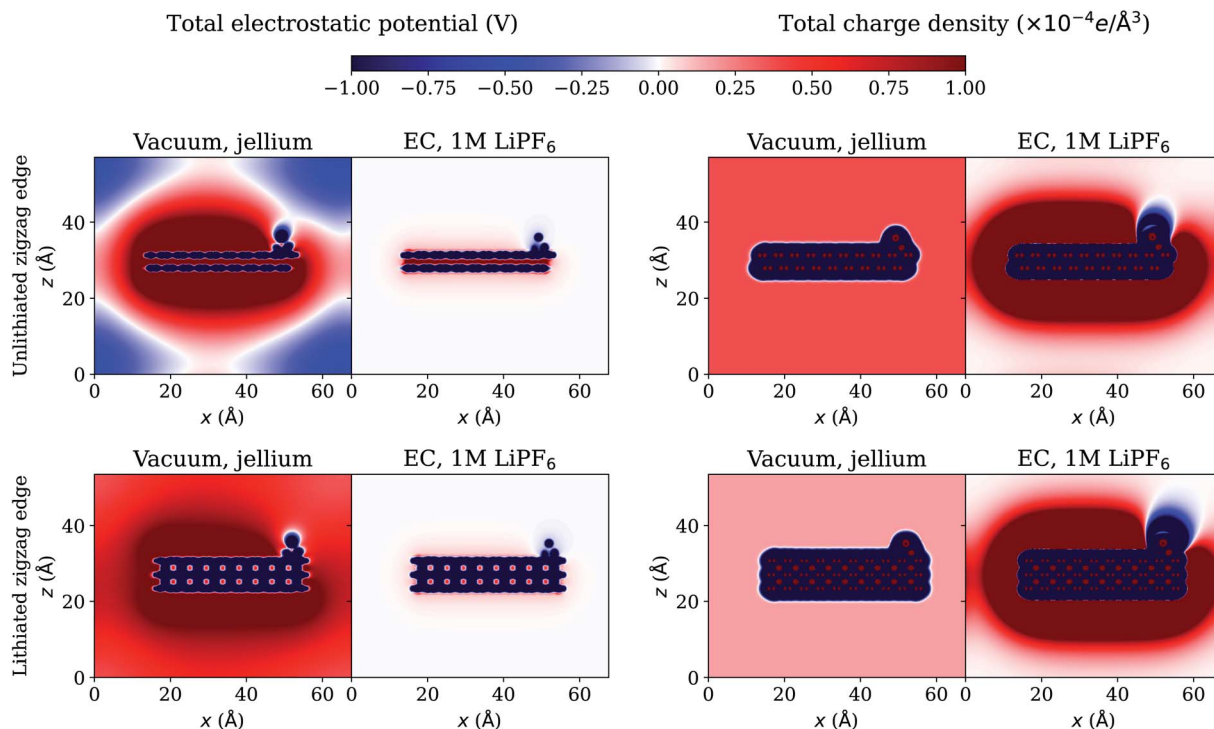 Total electrostatic potential (V) Total charge density (×10⁻⁴e/Å³)
−1.00 −0.75 −0.50 −0.25 0.00 0.25 0.50 0.75 1.00
Vacuum, jellium EC, 1M LiPF₆ Vacuum, jellium EC, 1M LiPF₆
Unlithiated zigzag edge
z (Å)
40
20
0
z (Å)
40
20
0
0 20 40 60 20 40 60 0 20 40 60 20 40 60
x (Å) x (Å) x (Å) x (Å)
Vacuum, jellium EC, 1M LiPF₆ Vacuum, jellium EC, 1M LiPF₆
Lithiated zigzag edge
z (Å)
40
20
0
z (Å)
40
20
0
0 20 40 60 20 40 60 0 20 40 60 20 40 60
x (Å) x (Å) x (Å) x (Å)